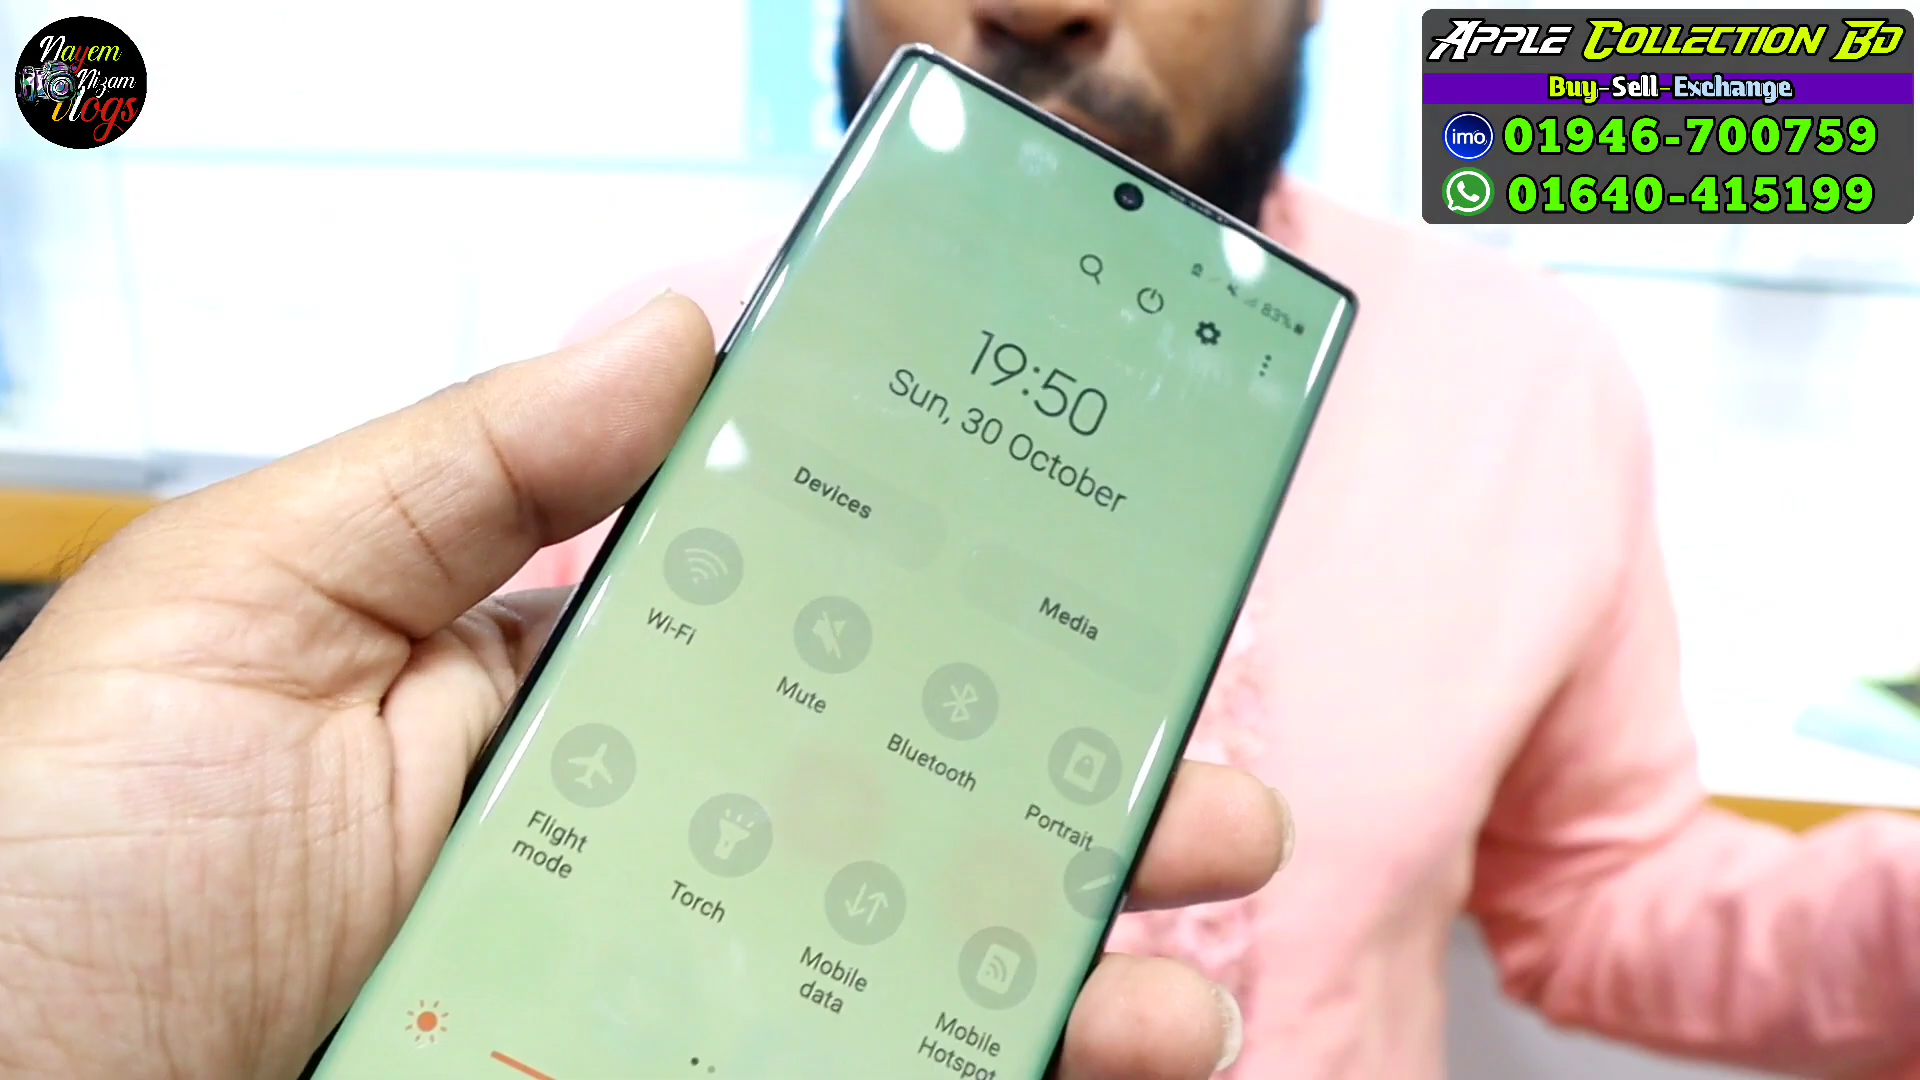 Nayem
Nizam
vlogs
APPLE COLLECTION BD
Buy-Sell-Exchange
imo 01946-700759
01640-415199
83%
19:50
Sun, 30 October
Devices
Media
Wi-Fi
Mute
Bluetooth
Portrait
Flight
mode
Torch
Mobile
data
Mobile
Hotspot